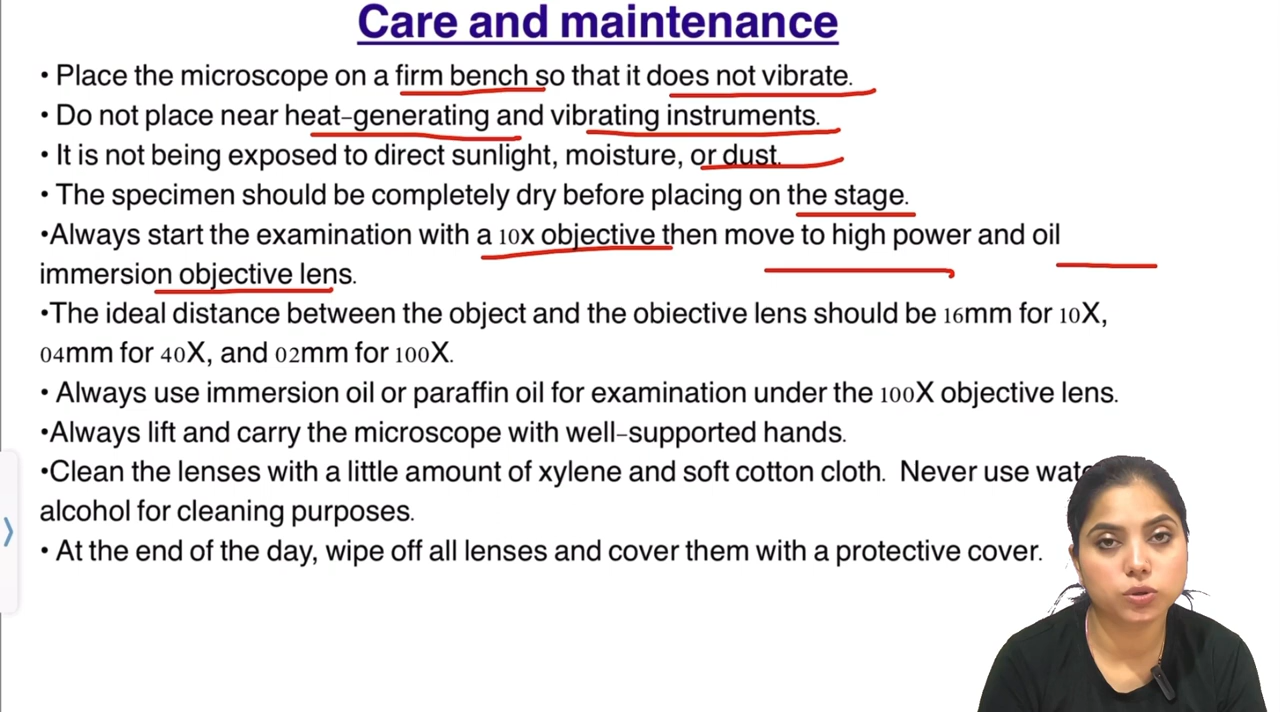 Care and maintenance
• Place the microscope on a firm bench so that it does not vibrate.
• Do not place near heat-generating and vibrating instruments.
• It is not being exposed to direct sunlight, moisture, or dust.
• The specimen should be completely dry before placing on the stage.
•Always start the examination with a 10x objective then move to high power and oil
immersion objective lens.
•The ideal distance between the object and the obiective lens should be 16mm for 10X,
04mm for 40X, and 02mm for 100X.
• Always use immersion oil or paraffin oil for examination under the 100X objective lens.
•Always lift and carry the microscope with well-supported hands.
•Clean the lenses with a little amount of xylene and soft cotton cloth. Never use
alcohol for cleaning purposes.
• At the end of the day, wipe off all lenses and cover them with a protective cover.